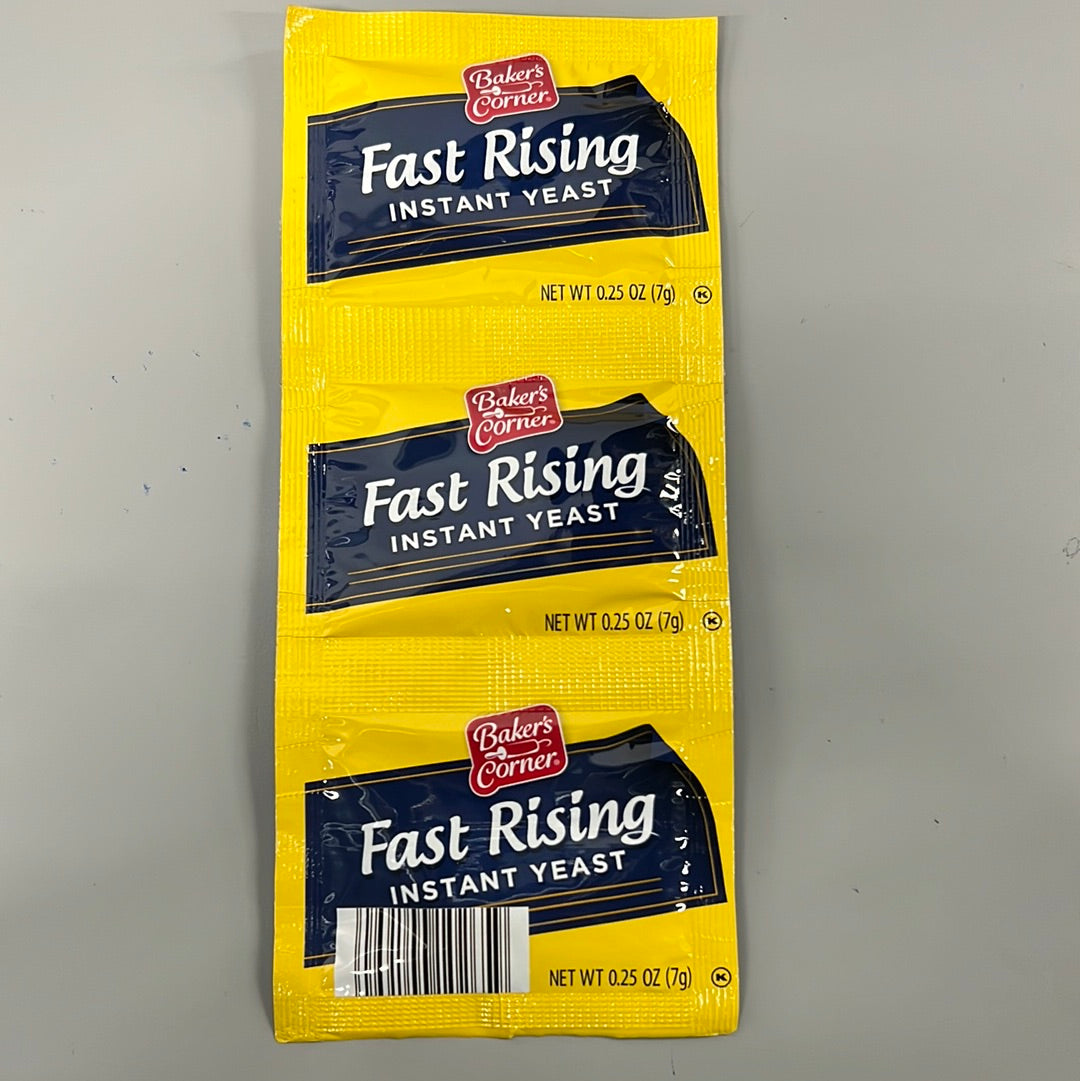 Baker's
Corner®
Fast Rising
INSTANT YEAST
NET WT 0.25 OZ (7g) K
Baker's
Corner®
Fast Rising
INSTANT YEAST
NET WT 0.25 OZ (7g) K
Baker's
Corner®
Fast Rising
INSTANT YEAST
NET WT 0.25 OZ (7g) K